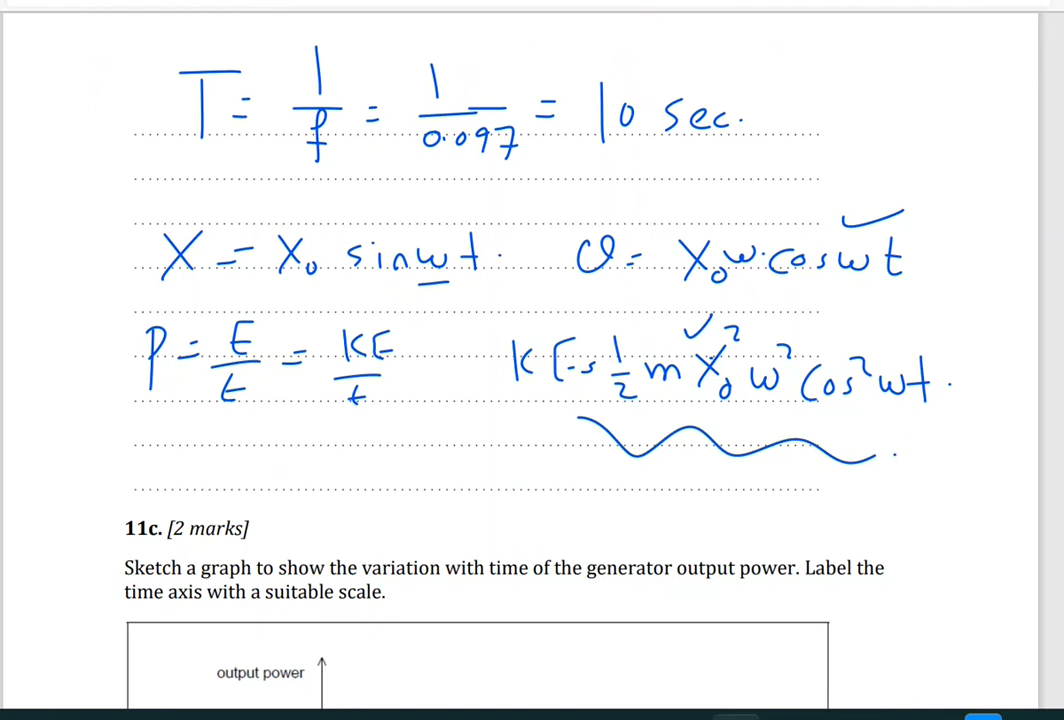 T = 1/f = 1/0.097 = 10 sec.
X = X₀ sin ωt. v = X₀ω·cos ωt ✓
P = E/t = KE/t KE = 1/2 m X₀² ω² Cos² ωt.
11c. [2 marks]
Sketch a graph to show the variation with time of the generator output power. Label the
time axis with a suitable scale.
output power